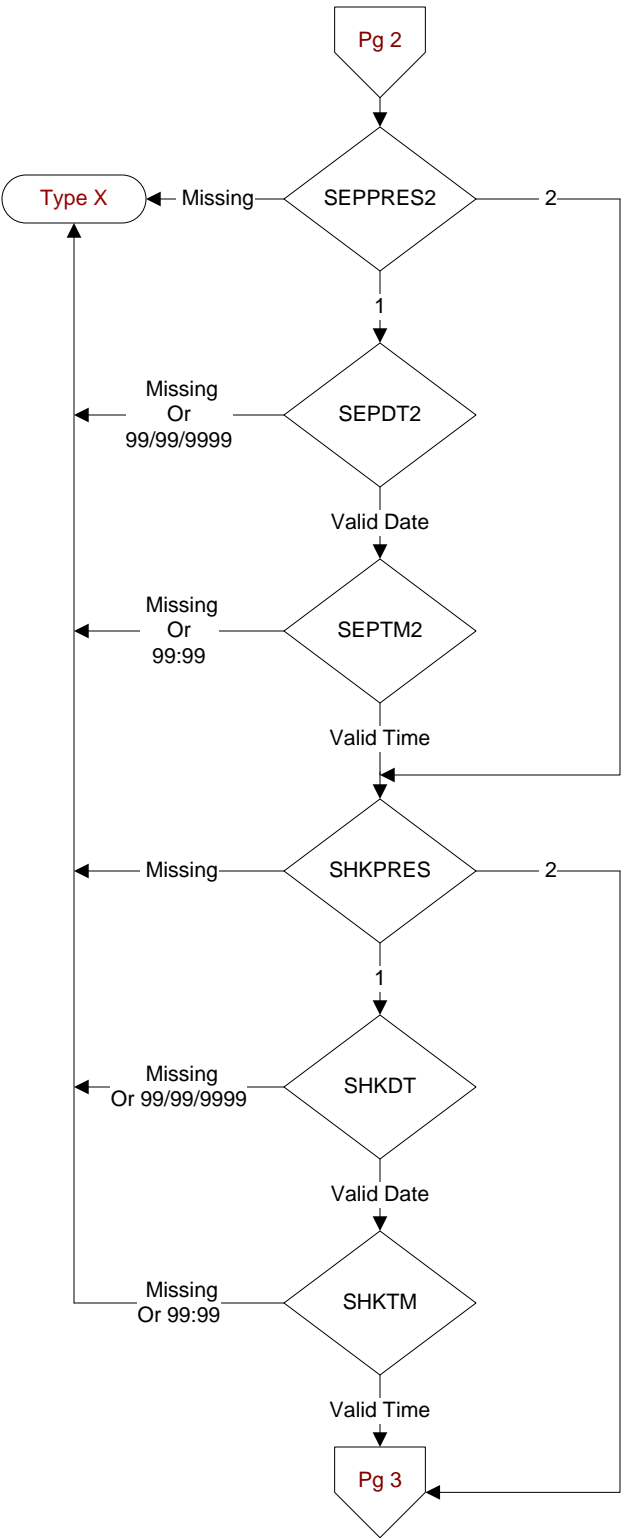 Pg 2
SEPPRES2
Type X
Missing
2
1
SEPDT2
Missing
Or
99/99/9999
Valid Date
SEPTM2
Missing
Or
99:99
Valid Time
SHKPRES
Missing
2
1
SHKDT
Missing
Or 99/99/9999
Valid Date
SHKTM
Missing
Or 99:99
Valid Time
Pg 3